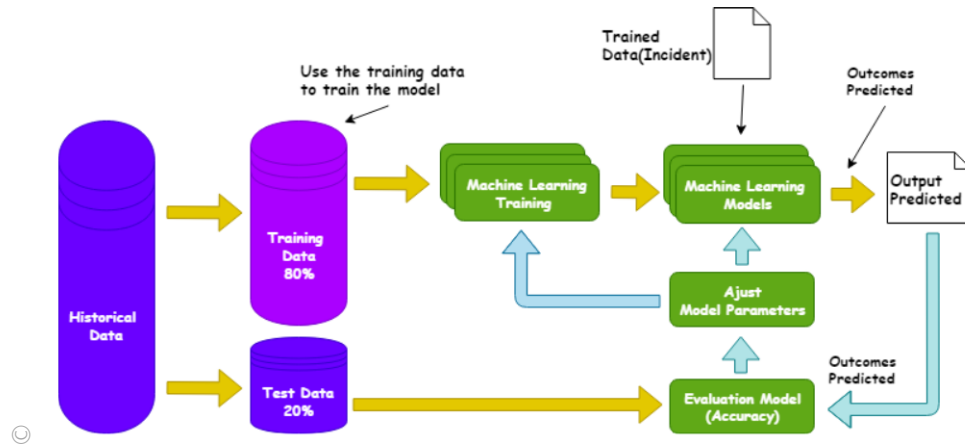 Trained
Data(Incident)
Use the training data
to train the model
Outcomes
Predicted
Machine Learning
Training
Machine Learning
Models
Output
Predicted
Training
Data
80%
Historical
Data
Ajust
Model Parameters
Test Data
20%
Evaluation Model
(Accuracy)
Outcomes
Predicted
©